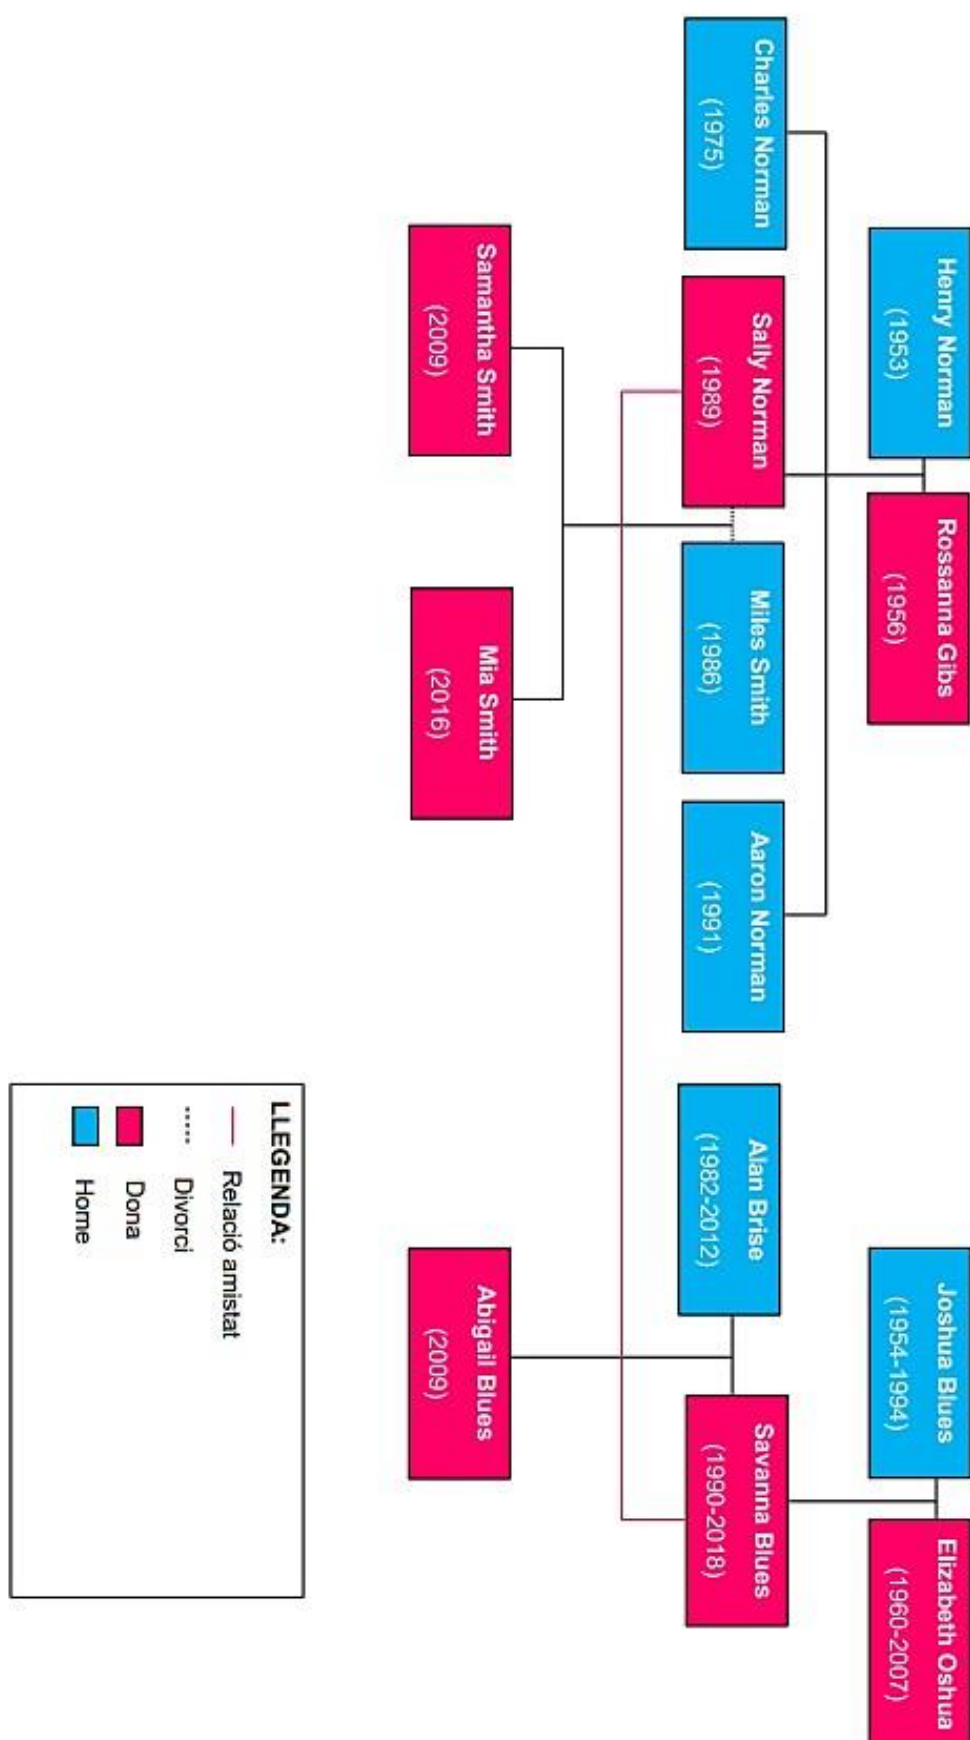 Henry Norman
(1953)
Rossanna Gibs
(1956)
Joshua Blues
(1954-1994)
Elizabeth Oshua
(1960-2007)
Charles Norman
(1975)
Sally Norman
(1989)
Miles Smith
(1986)
Aaron Norman
(1991)
Alan Brise
(1982-2012)
Savanna Blues
(1990-2018)
Samantha Smith
(2009)
Mia Smith
(2016)
Abigail Blues
(2009)
LLEGENDA:
Relació amistat
Divorci
Dona
Home